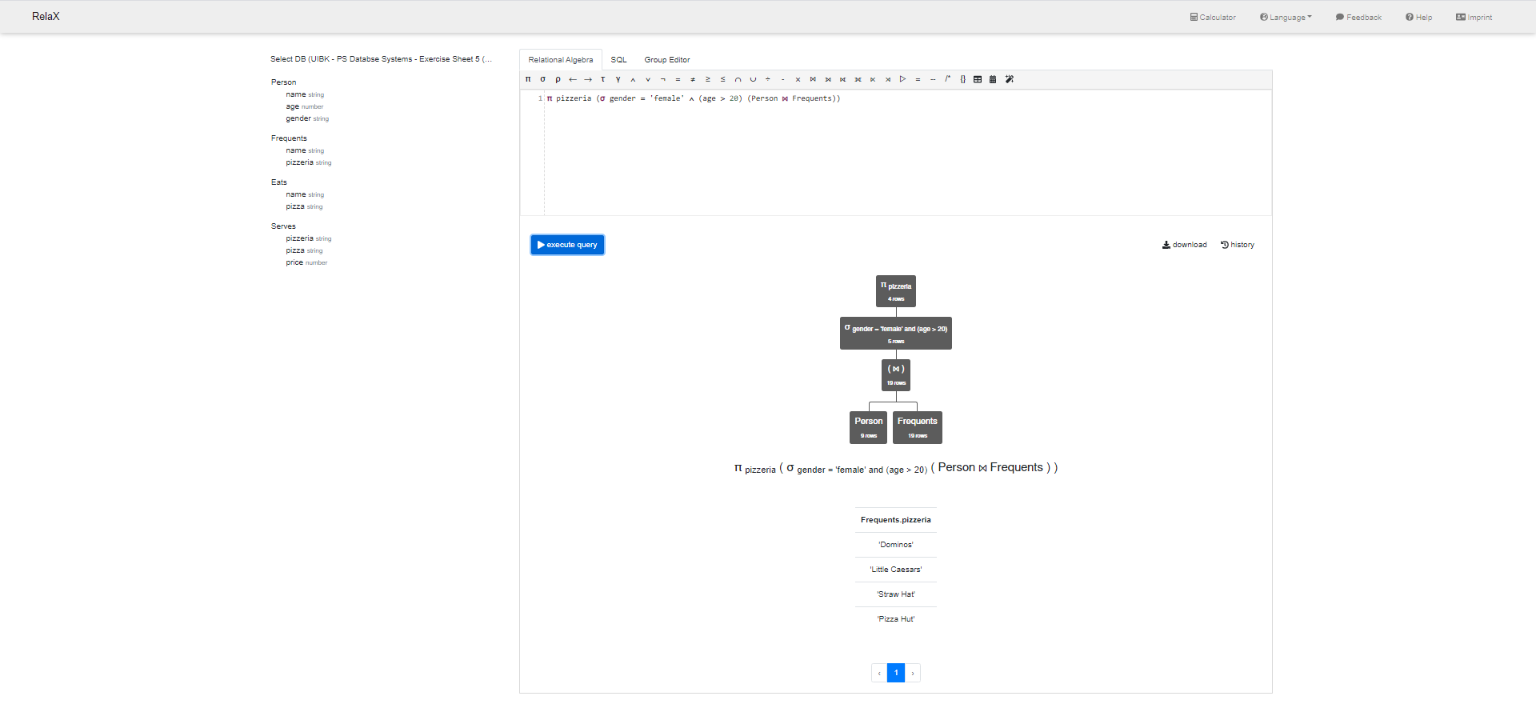 RelaX
Calculator Language Feedback Help Imprint
Select DB (UIBK - PS Databse Systems - Exercise Sheet 5 (...
Person
name string
age number
gender string
Frequents
name string
pizzeria string
Eats
name string
pizza string
Serves
pizzeria string
pizza string
price number
Relational Algebra SQL Group Editor
π σ ρ ← → τ γ ∧ ∨ ¬ = ≠ ≥ ≤ ∩ ∪ ÷ - ⨯ ⨝ ⟕ ⟖ ⟗ ⋉ ⋊ ▷ = -- /* {}
1 π pizzeria (σ gender = 'female' ∧ (age > 20) (Person ⨝ Frequents))
execute query
download history
π pizzeria
4 rows
σ gender = 'female' and (age > 20)
5 rows
( ⨝ )
19 rows
Person Frequents
9 rows 19 rows
π pizzeria ( σ gender = 'female' and (age > 20) ( Person ⨝ Frequents ) )
Frequents.pizzeria
'Dominos'
'Little Caesars'
'Straw Hat'
'Pizza Hut'
‹ 1 ›